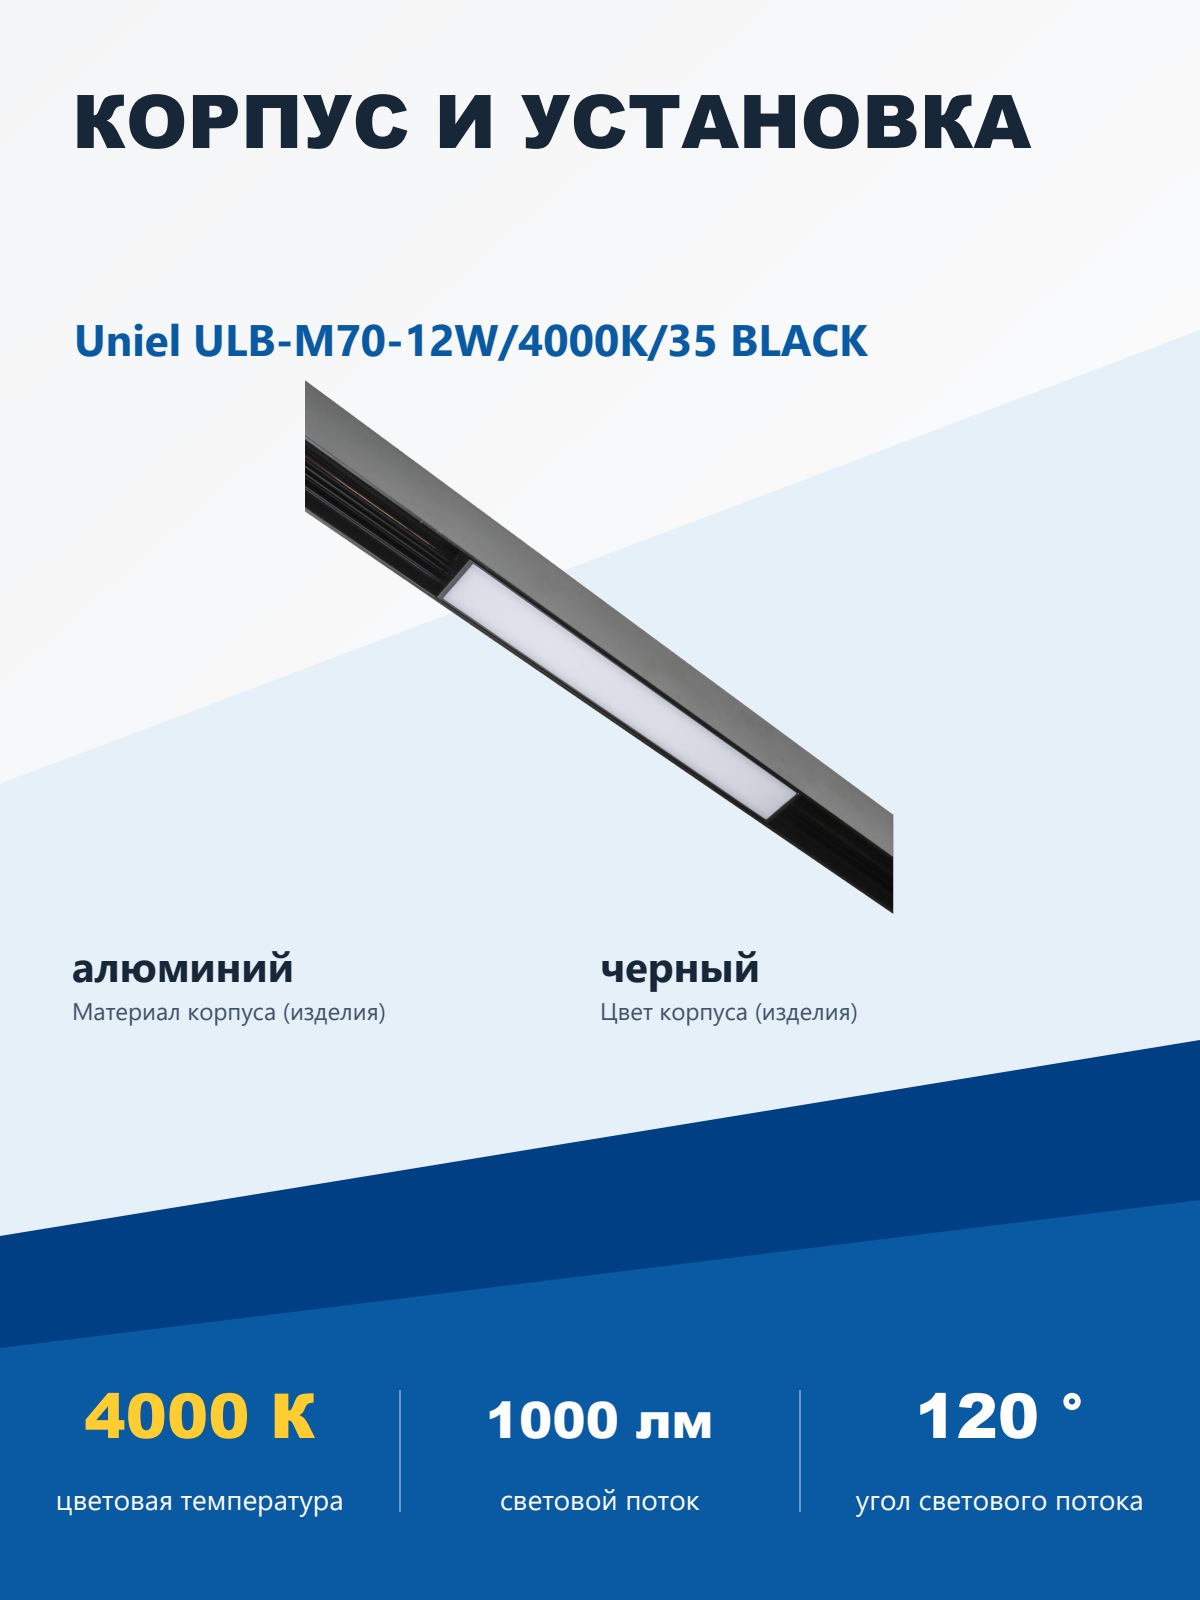 КОРПУС И УСТАНОВКА
Uniel ULB-M70-12W/4000K/35 BLACK
алюминий
Материал корпуса (изделия)
черный
Цвет корпуса (изделия)
4000 К
цветовая температура
1000 лм
световой поток
120 °
угол светового потока